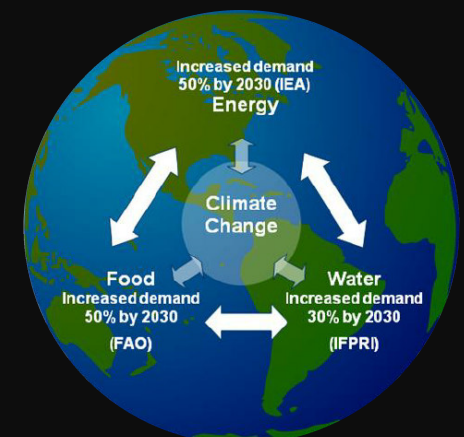 Increased demand
50% by 2030 (IEA)
Energy
Climate
Change
Food
Increased demand
50% by 2030
(FAO)
Water
Increased demand
30% by 2030
(IFPRI)